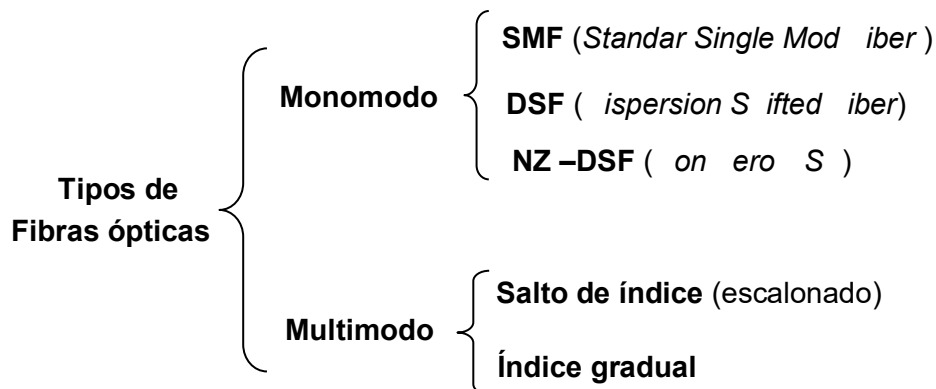 Tipos de
Fibras ópticas
Monomodo
SMF (Standar Single Mod iber )
DSF ( ispersion S ifted iber)
NZ –DSF ( on ero S )
Multimodo
Salto de índice (escalonado)
Índice gradual